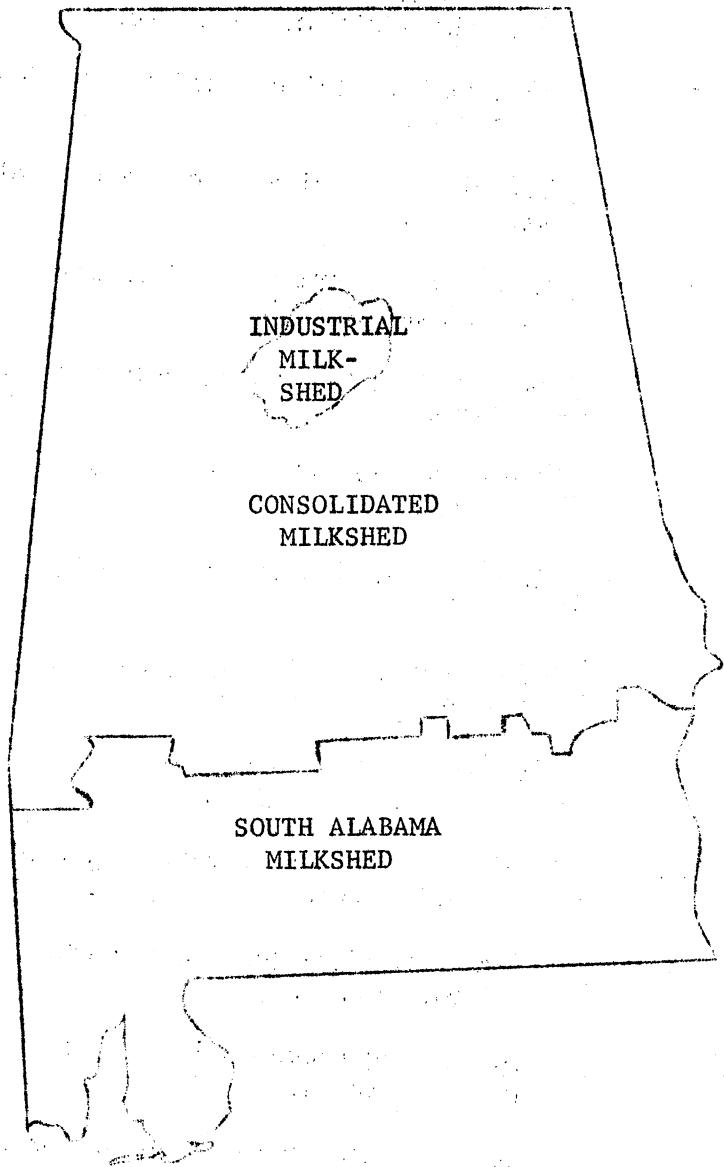 INDUSTRIAL
MILK-
SHED
CONSOLIDATED
MILKSHED
SOUTH ALABAMA
MILKSHED